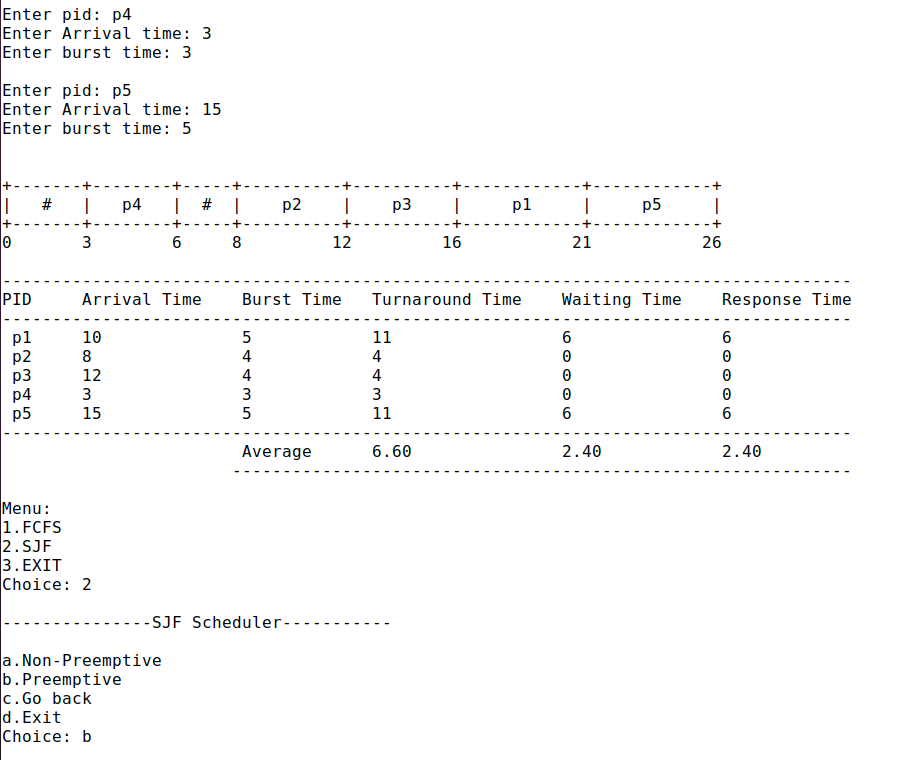 Enter pid: p4
Enter Arrival time: 3
Enter burst time: 3

Enter pid: p5
Enter Arrival time: 15
Enter burst time: 5


+-------+--------+-----+----------+----------+------------+------------+
|   #   |   p4   |  #  |    p2    |    p3    |     p1     |     p5     |
+-------+--------+-----+----------+----------+------------+------------+
0       3        6     8         12         16           21           26

-------------------------------------------------------------------------------------
PID     Arrival Time    Burst Time   Turnaround Time    Waiting Time    Response Time
-------------------------------------------------------------------------------------
 p1     10              5            11                 6               6
 p2     8               4            4                  0               0
 p3     12              4            4                  0               0
 p4     3               3            3                  0               0
 p5     15              5            11                 6               6
-------------------------------------------------------------------------------------
                        Average      6.60               2.40            2.40
                       --------------------------------------------------------------

Menu:
1.FCFS
2.SJF
3.EXIT
Choice: 2

---------------SJF Scheduler-----------

a.Non-Preemptive
b.Preemptive
c.Go back
d.Exit
Choice: b